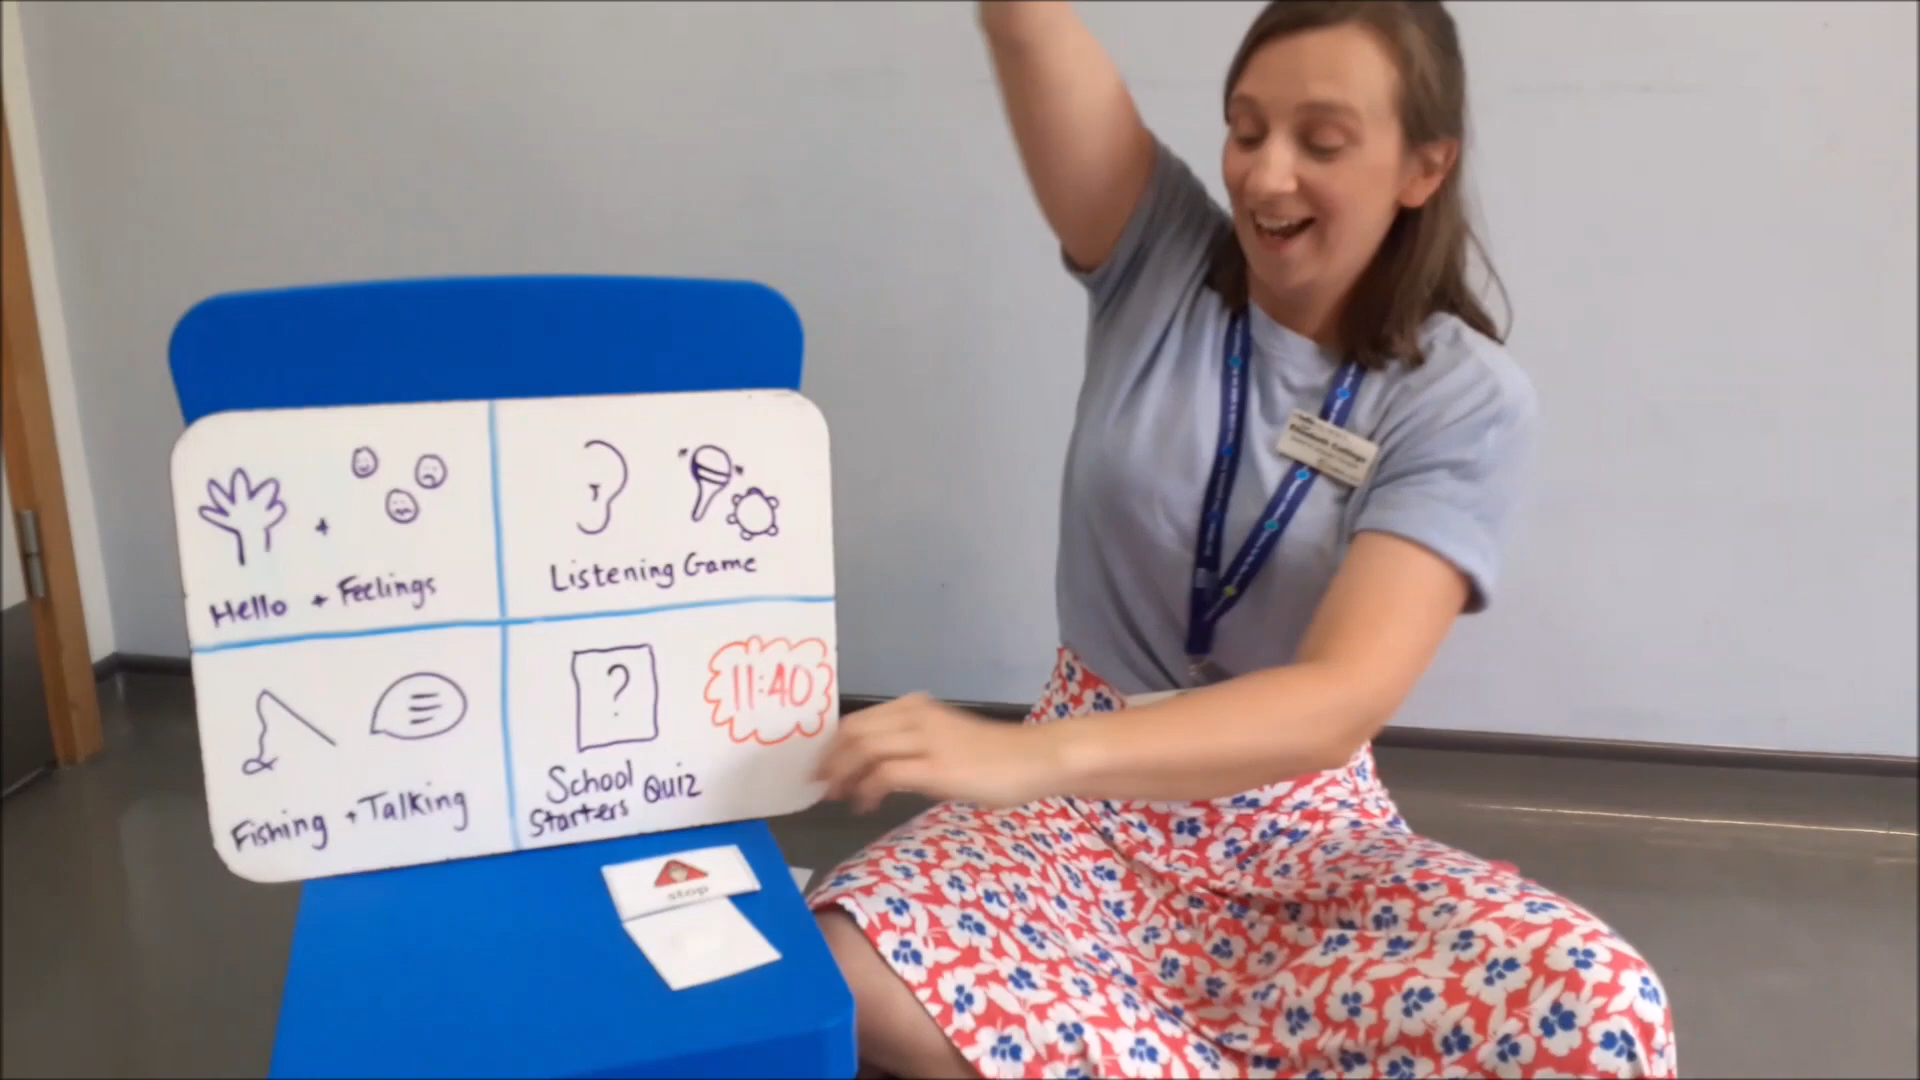 Hello + Feelings
Listening Game
Fishing + Talking
School
Starters Quiz
11:40
?
stop